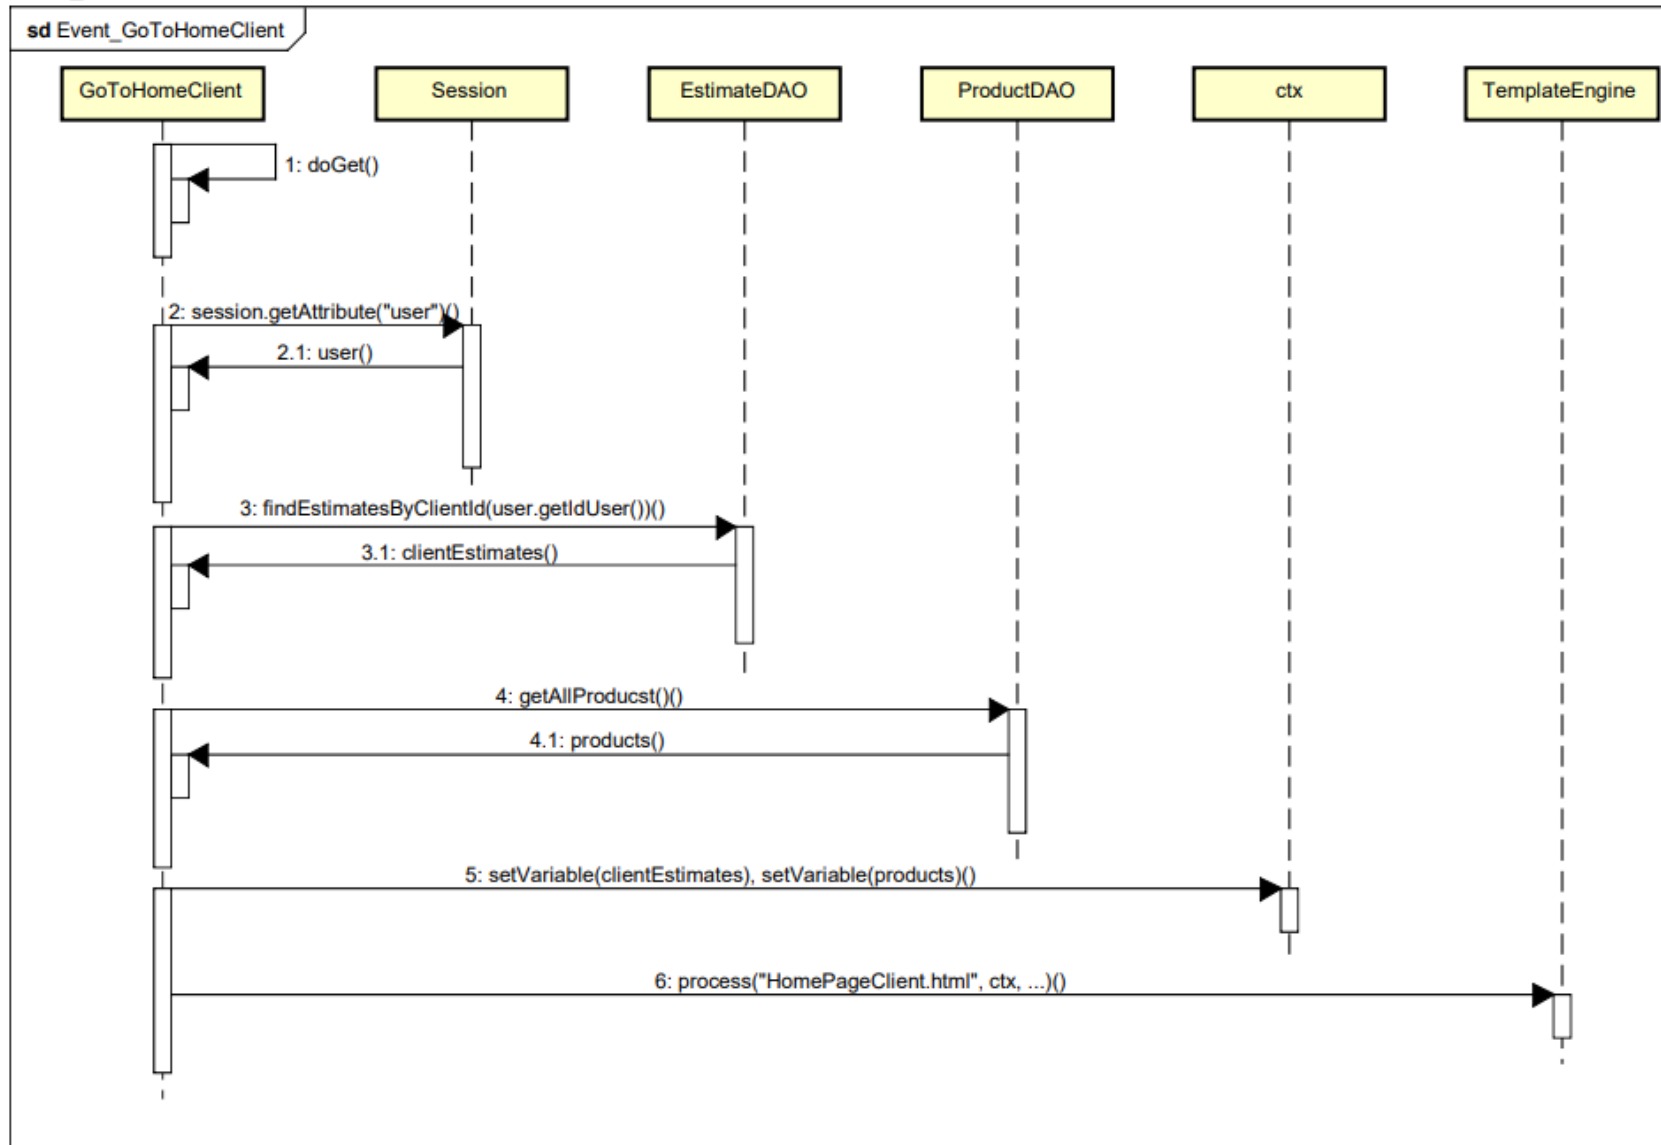 sd Event_GoToHomeClient
GoToHomeClient
Session
EstimateDAO
ProductDAO
ctx
TemplateEngine
1: doGet()
2: session.getAttribute("user")()
2.1: user()
3: findEstimatesByClientId(user.getIdUser())()
3.1: clientEstimates()
4: getAllProducst()()
4.1: products()
5: setVariable(clientEstimates), setVariable(products)()
6: process("HomePageClient.html", ctx, ...)()